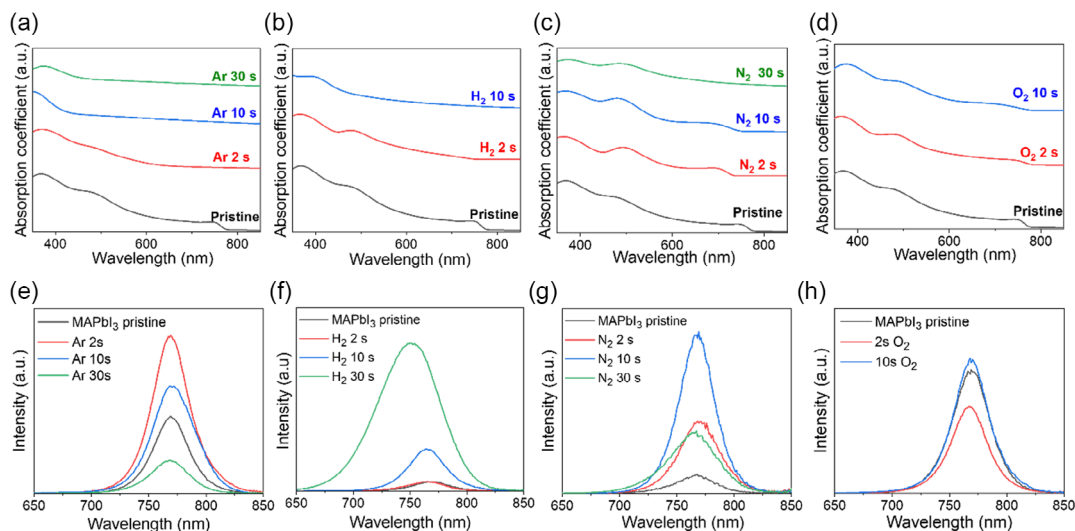 (a)
Absorption coefficient (a.u.)
Ar 30 s
Ar 10 s
Ar 2 s
Pristine
400 600 800
Wavelength (nm)
(b)
Absorption coefficient (a.u.)
H2 10 s
H2 2 s
Pristine
400 600 800
Wavelength (nm)
(c)
Absorption coefficient (a.u.)
N2 30 s
N2 10 s
N2 2 s
Pristine
400 600 800
Wavelength (nm)
(d)
Absorption coefficient (a.u.)
O2 10 s
O2 2 s
Pristine
400 600 800
Wavelength (nm)
(e)
Intensity (a.u.)
MAPbI3 pristine
Ar 2s
Ar 10s
Ar 30s
650 700 750 800 850
Wavelength (nm)
(f)
Intensity (a.u.)
MAPbI3 pristine
H2 2 s
H2 10 s
H2 30 s
650 700 750 800 850
Wavelength (nm)
(g)
Intensity (a.u.)
MAPbI3 pristine
N2 2 s
N2 10 s
N2 30 s
650 700 750 800 850
Wavelength (nm)
(h)
Intensity (a.u.)
MAPbI3 pristine
2s O2
10s O2
650 700 750 800 850
Wavelength (nm)